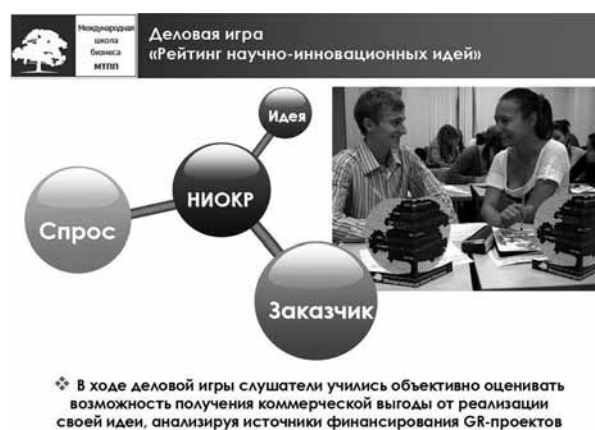 Международная
школа
бизнеса
МТПП
Деловая игра
«Рейтинг научно-инновационных идей»
Идея
НИОКР
Спрос
Заказчик
❖ В ходе деловой игры слушатели учились объективно оценивать
возможность получения коммерческой выгоды от реализации
своей идеи, анализируя источники финансирования GR-проектов